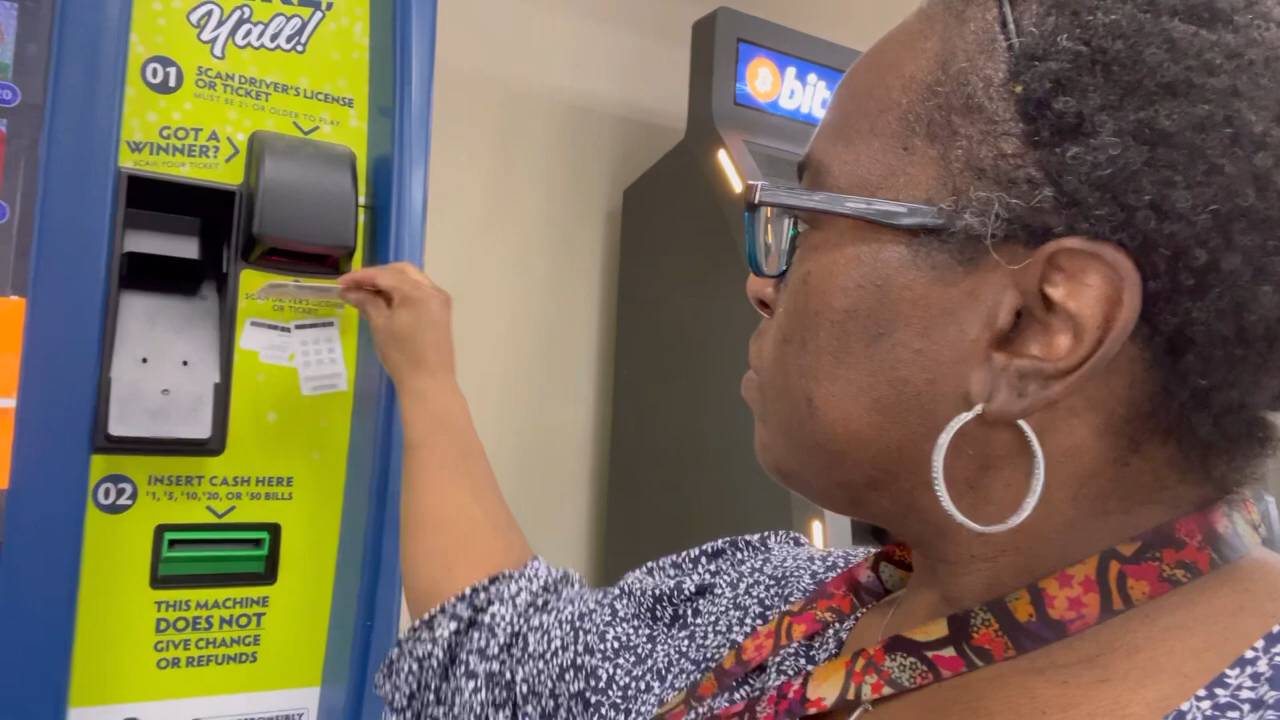 Y'all!
01
SCAN DRIVER'S LICENSE
OR TICKET
MUST BE 21 OR OLDER TO PLAY
GOT A
WINNER?
SCAN YOUR TICKET
SCAN DRIVER'S LICENSE
OR TICKET
02
INSERT CASH HERE
$1, $5, $10, $20, OR $50 BILLS
THIS MACHINE
DOES NOT
GIVE CHANGE
OR REFUNDS
bit
20